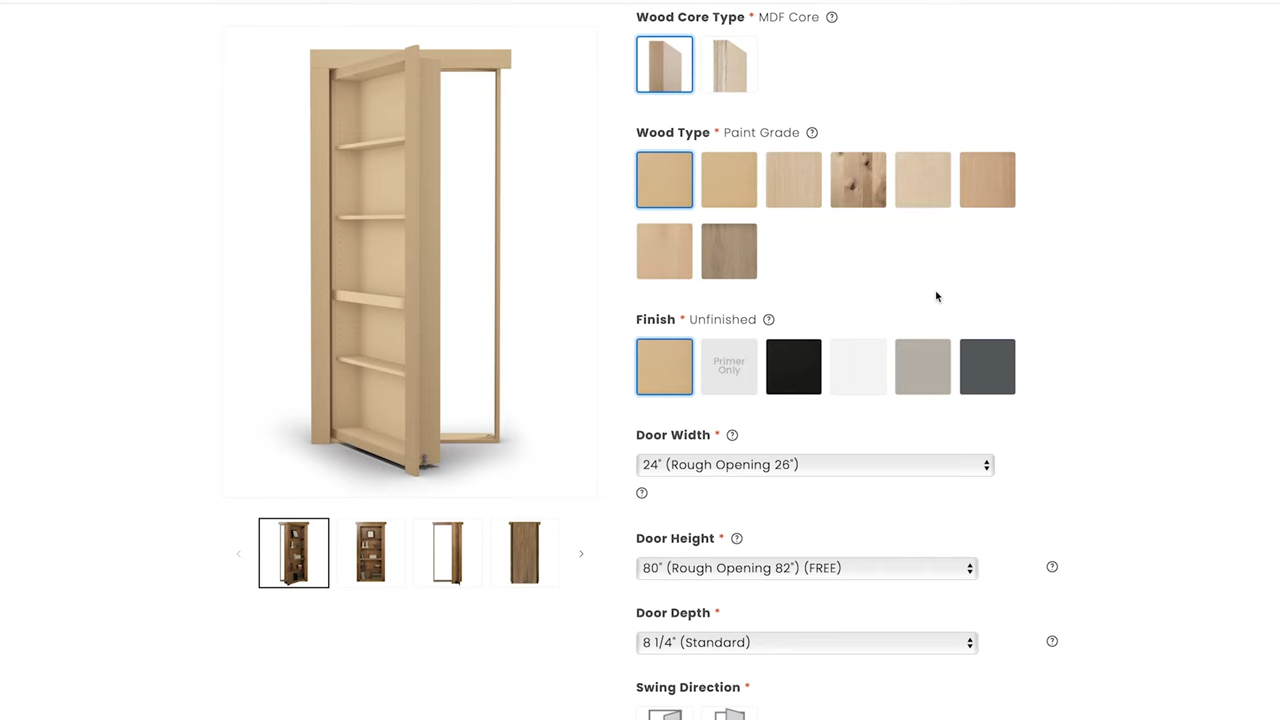 Wood Core Type * MDF Core
Wood Type * Paint Grade
Finish * Unfinished
Primer
Only
Door Width *
24" (Rough Opening 26")
Door Height *
80" (Rough Opening 82") (FREE)
Door Depth *
8 1/4" (Standard)
Swing Direction *